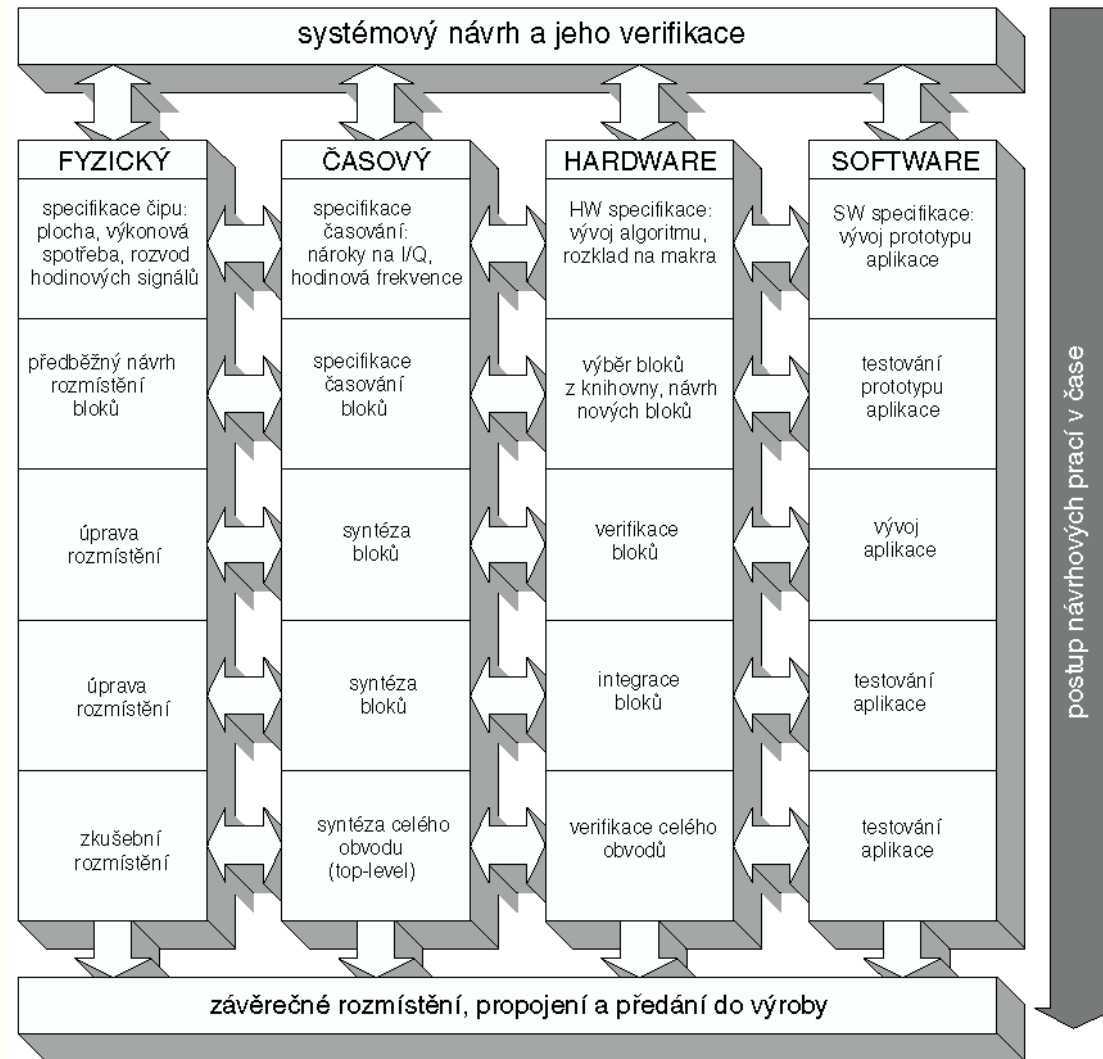 systémový návrh a jeho verifikace
FYZICKÝ
ČASOVÝ
HARDWARE
SOFTWARE
specifikace čipu:
plocha, výkonová
spotřeba, rozvod
hodinových signálů
specifikace
časování:
nároky na I/Q,
hodinová frekvence
HW specifikace:
vývoj algoritmu,
rozklad na makra
SW specifikace:
vývoj prototypu
aplikace
předběžný návrh
rozmístění
bloků
specifikace
časování
bloků
výběr bloků
z knihovny, návrh
nových bloků
testování
prototypu
aplikace
úprava
rozmístění
syntéza
bloků
verifikace
bloků
vývoj
aplikace
úprava
rozmístění
syntéza
bloků
integrace
bloků
testování
aplikace
zkušební
rozmístění
syntéza celého
obvodu
(top-level)
verifikace celého
obvodů
testování
aplikace
závěrečné rozmístění, propojení a předání do výroby
postup návrhových prací v čase